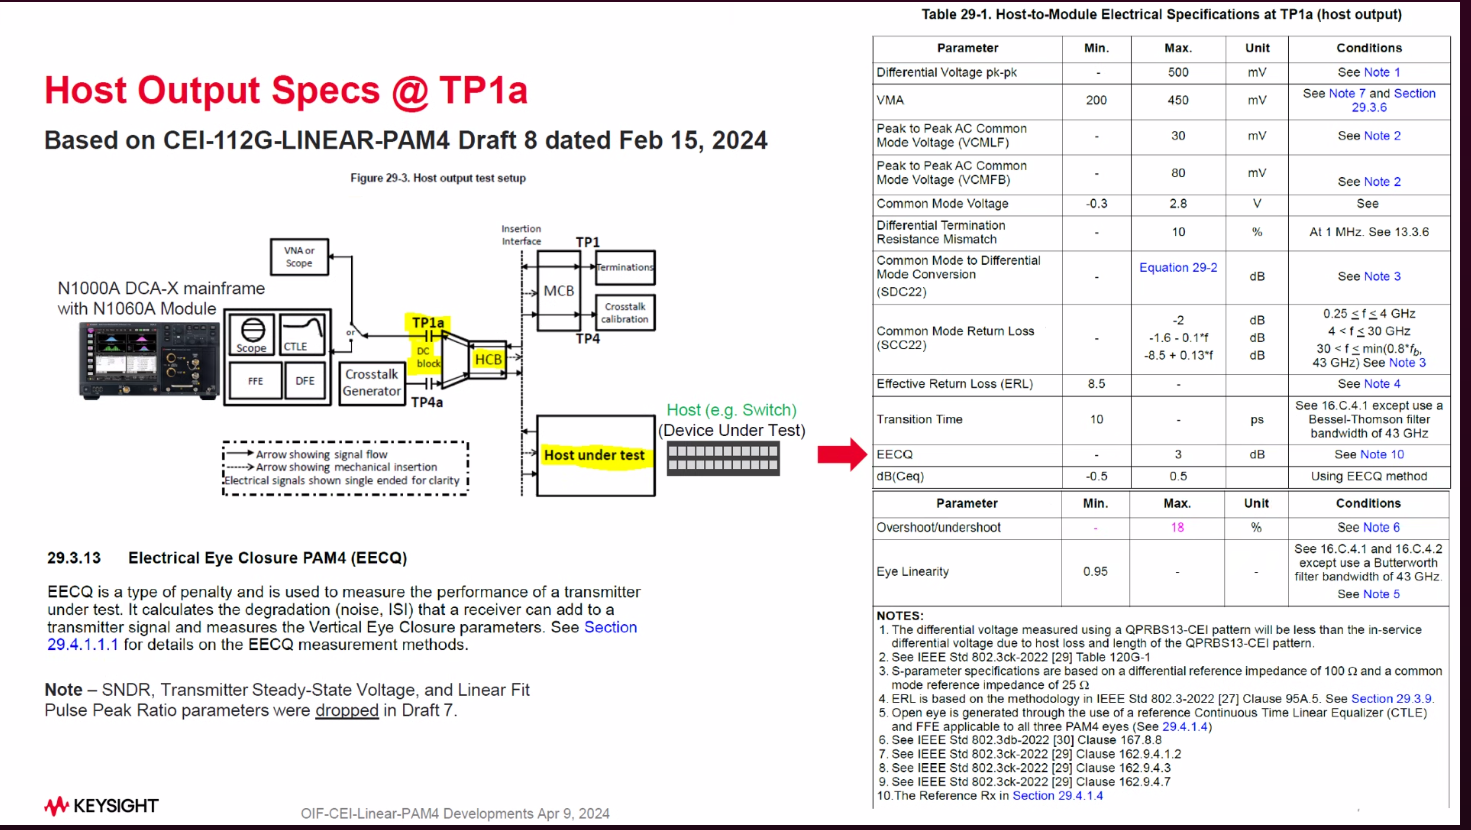 Host Output Specs @ TP1a
Based on CEI-112G-LINEAR-PAM4 Draft 8 dated Feb 15, 2024
Figure 29-3. Host output test setup
N1000A DCA-X mainframe
with N1060A Module
VNA or
Scope
Scope
CTLE
FFE
DFE
or
Crosstalk
Generator
TP1a
DC
block
TP4a
HCB
Insertion
Interface
TP1
MCB
Terminations
Crosstalk
calibration
TP4
Host under test
Host (e.g. Switch)
(Device Under Test)
Arrow showing signal flow
Arrow showing mechanical insertion
Electrical signals shown single ended for clarity
29.3.13 Electrical Eye Closure PAM4 (EECQ)
EECQ is a type of penalty and is used to measure the performance of a transmitter
under test. It calculates the degradation (noise, ISI) that a receiver can add to a
transmitter signal and measures the Vertical Eye Closure parameters. See Section
29.4.1.1.1 for details on the EECQ measurement methods.
Note – SNDR, Transmitter Steady-State Voltage, and Linear Fit
Pulse Peak Ratio parameters were dropped in Draft 7.
KEYSIGHT
OIF-CEI-Linear-PAM4 Developments Apr 9, 2024
Table 29-1. Host-to-Module Electrical Specifications at TP1a (host output)
Parameter Min. Max. Unit Conditions
Differential Voltage pk-pk - 500 mV See Note 1
VMA 200 450 mV See Note 7 and Section
29.3.6
Peak to Peak AC Common
Mode Voltage (VCMLF) - 30 mV See Note 2
Peak to Peak AC Common
Mode Voltage (VCMFB) - 80 mV See Note 2
Common Mode Voltage -0.3 2.8 V See
Differential Termination
Resistance Mismatch - 10 % At 1 MHz. See 13.3.6
Common Mode to Differential
Mode Conversion
(SDC22) - Equation 29-2 dB See Note 3
Common Mode Return Loss
(SCC22) -
-2 dB 0.25 ≤ f ≤ 4 GHz
-1.6 - 0.1*f dB 4 < f ≤ 30 GHz
-8.5 + 0.13*f dB 30 < f ≤ min(0.8*fb,
43 GHz) See Note 3
Effective Return Loss (ERL) 8.5 - See Note 4
Transition Time 10 - ps See 16.C.4.1 except use a
Bessel-Thomson filter
bandwidth of 43 GHz
EECQ - 3 dB See Note 10
dB(Ceq) -0.5 0.5 Using EECQ method
Parameter Min. Max. Unit Conditions
Overshoot/undershoot - 18 % See Note 6
Eye Linearity 0.95 - - See 16.C.4.1 and 16.C.4.2
except use a Butterworth
filter bandwidth of 43 GHz.
See Note 5
NOTES:
1. The differential voltage measured using a QPRBS13-CEI pattern will be less than the in-service
differential voltage due to host loss and length of the QPRBS13-CEI pattern.
2. See IEEE Std 802.3ck-2022 [29] Table 120G-1
3. S-parameter specifications are based on a differential reference impedance of 100 Ω and a common
mode reference impedance of 25 Ω
4. ERL is based on the methodology in IEEE Std 802.3-2022 [27] Clause 95A.5. See Section 29.3.9.
5. Open eye is generated through the use of a reference Continuous Time Linear Equalizer (CTLE)
and FFE applicable to all three PAM4 eyes (See 29.4.1.4)
6. See IEEE Std 802.3db-2022 [30] Clause 167.8.8
7. See IEEE Std 802.3ck-2022 [29] Clause 162.9.4.1.2
8. See IEEE Std 802.3ck-2022 [29] Clause 162.9.4.3
9. See IEEE Std 802.3ck-2022 [29] Clause 162.9.4.7
10.The Reference Rx in Section 29.4.1.4